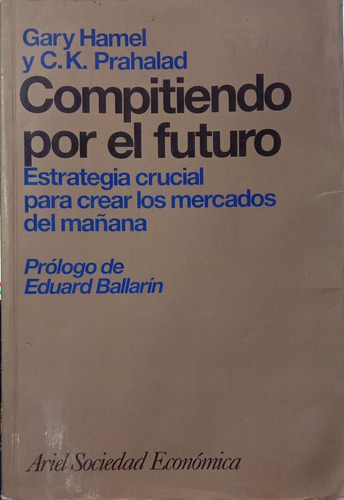 Gary Hamel
y C.K. Prahalad
Compitiendo
por el futuro
Estrategia crucial
para crear los mercados
del mañana
Prólogo de
Eduard Ballarín
Ariel Sociedad Económica